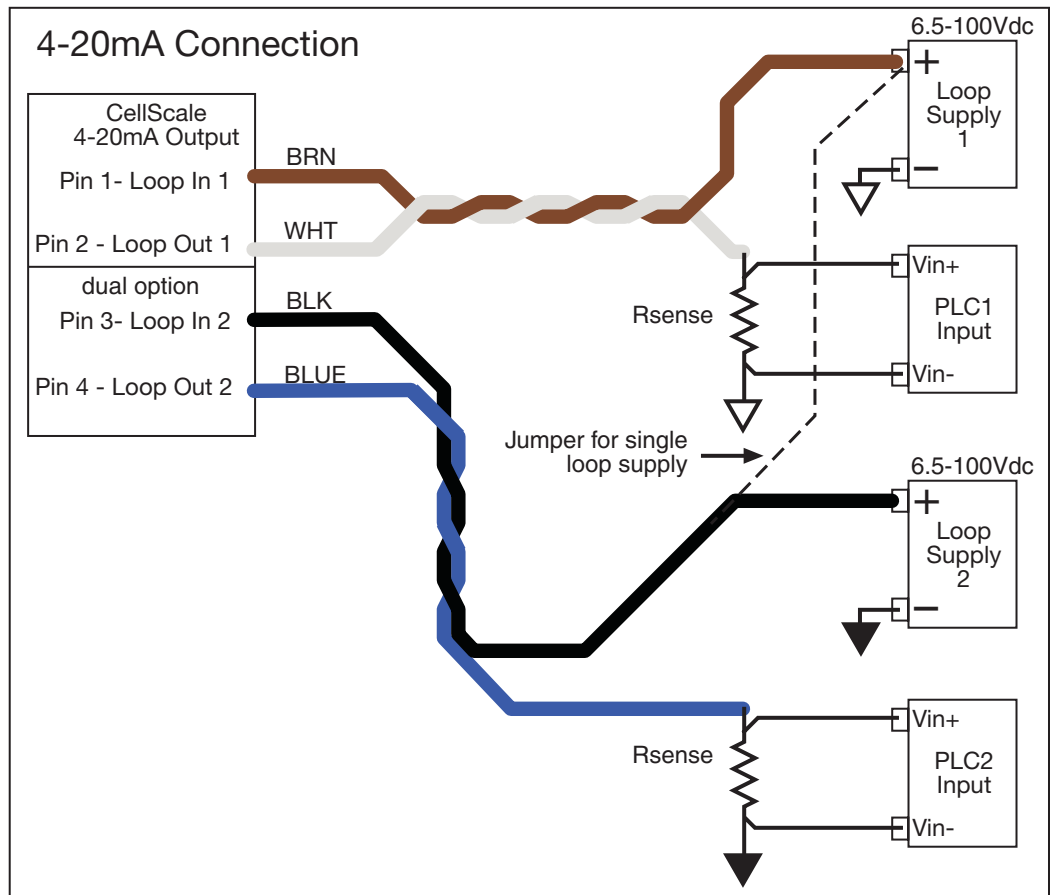 4-20mA Connection
CellScale
4-20mA Output
Pin 1- Loop In 1
Pin 2 - Loop Out 1
dual option
Pin 3- Loop In 2
Pin 4 - Loop Out 2
BRN
WHT
BLK
BLUE
6.5-100Vdc
+
Loop
Supply
1
−
Rsense
Vin+
PLC1
Input
Vin-
Jumper for single
loop supply
6.5-100Vdc
+
Loop
Supply
2
−
Rsense
Vin+
PLC2
Input
Vin-